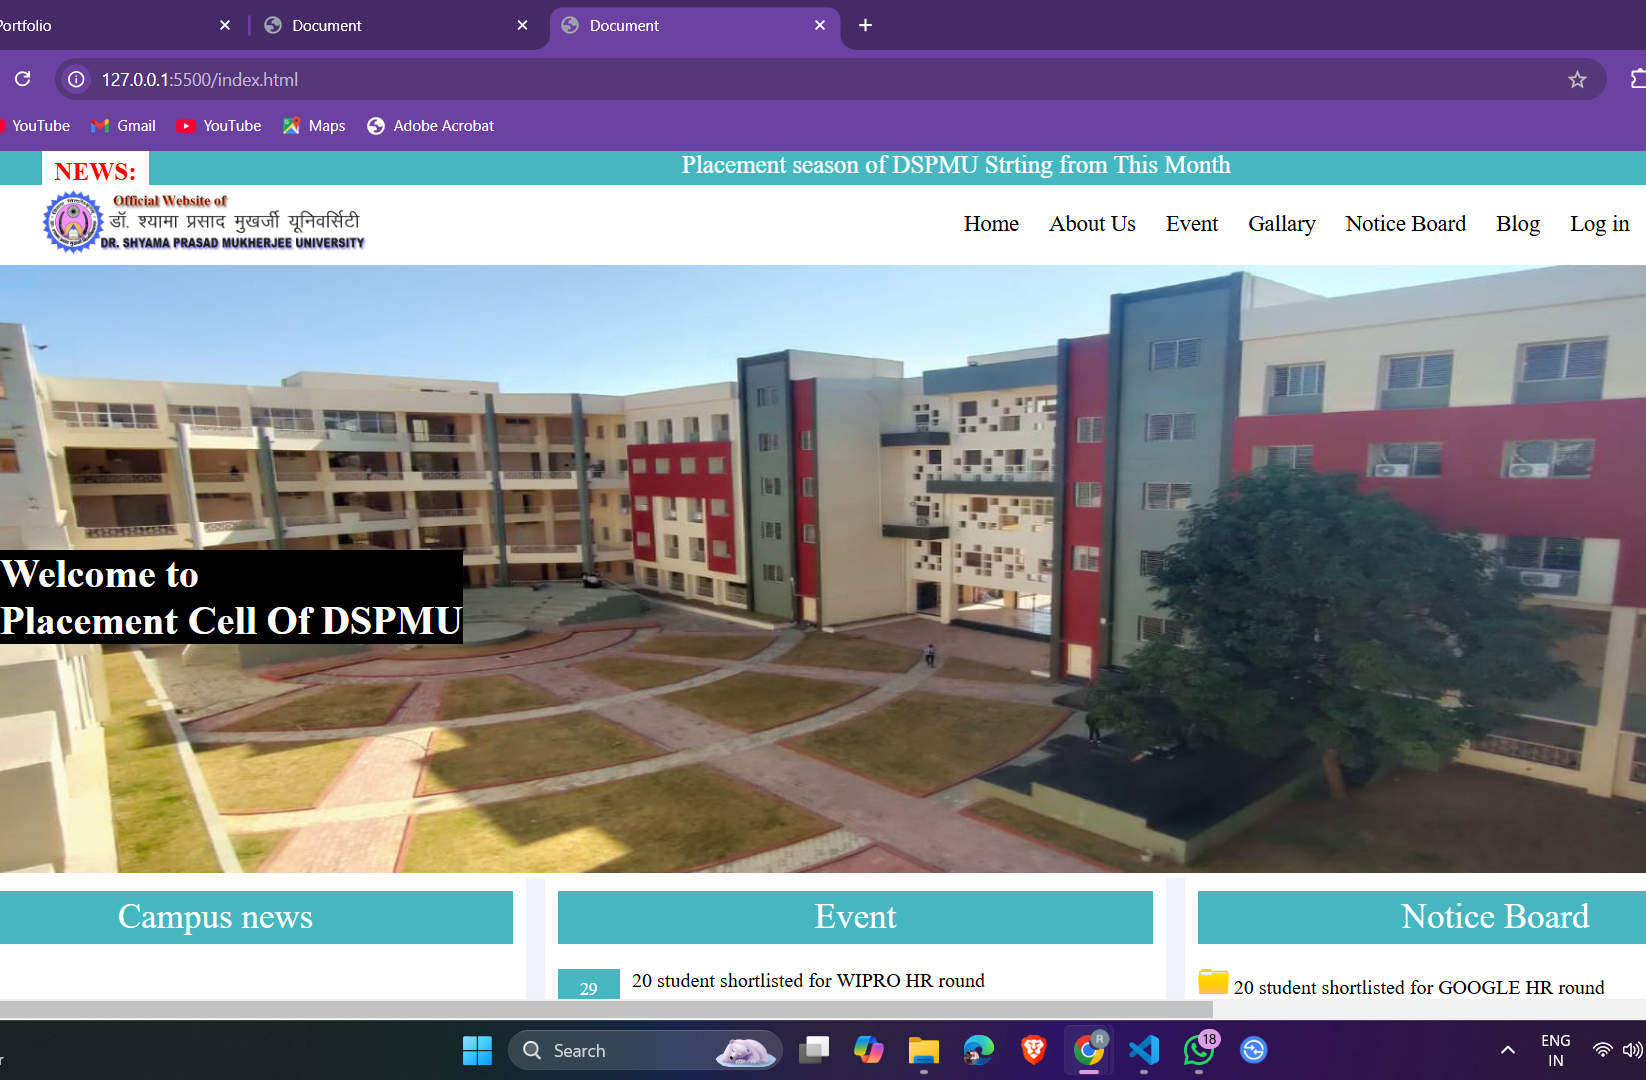 Portfolio
Document
Document
127.0.0.1:5500/index.html
YouTube
Gmail
YouTube
Maps
Adobe Acrobat
NEWS:
Placement season of DSPMU Strting from This Month
Official Website of
डॉ. श्यामा प्रसाद मुखर्जी यूनिवर्सिटी
DR. SHYAMA PRASAD MUKHERJEE UNIVERSITY
Home About Us Event Gallary Notice Board Blog Log in
Welcome to
Placement Cell Of DSPMU
Campus news
Event
Notice Board
29
20 student shortlisted for WIPRO HR round
20 student shortlisted for GOOGLE HR round
Search
R
18
ENG
IN